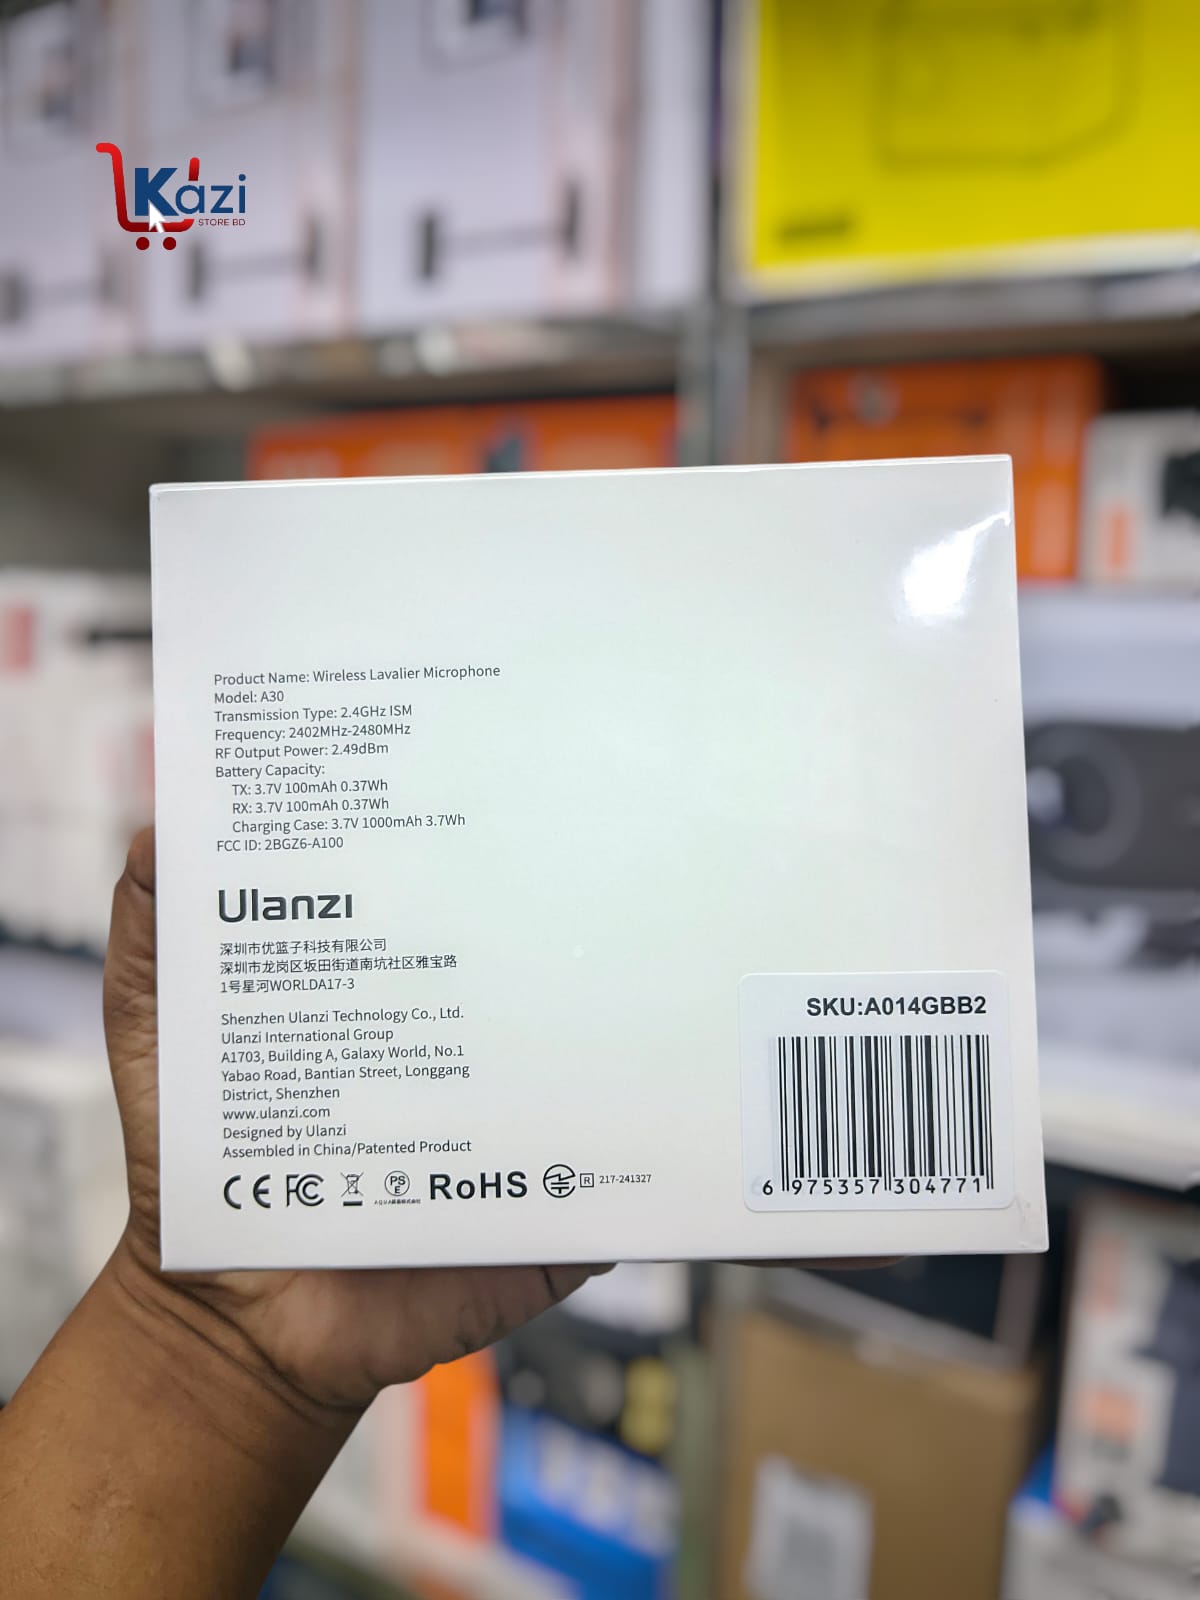 Kazi
STORE BD
Product Name: Wireless Lavalier Microphone
Model: A30
Transmission Type: 2.4GHz ISM
Frequency: 2402MHz-2480MHz
RF Output Power: 2.49dBm
Battery Capacity:
TX: 3.7V 100mAh 0.37Wh
RX: 3.7V 100mAh 0.37Wh
Charging Case: 3.7V 1000mAh 3.7Wh
FCC ID: 2BGZ6-A100
Ulanzi
深圳市优篮子科技有限公司
深圳市龙岗区坂田街道南坑社区雅宝路
1号星河WORLDA17-3
Shenzhen Ulanzi Technology Co., Ltd.
Ulanzi International Group
A1703, Building A, Galaxy World, No.1
Yabao Road, Bantian Street, Longgang
District, Shenzhen
www.ulanzi.com
Designed by Ulanzi
Assembled in China/Patented Product
CE FC PS E RoHS R 217-241327
SKU:A014GBB2
6 975357 304771